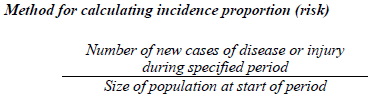 Method for calculating incidence proportion (risk)
Number of new cases of disease or injury
during specified period
Size of population at start of period